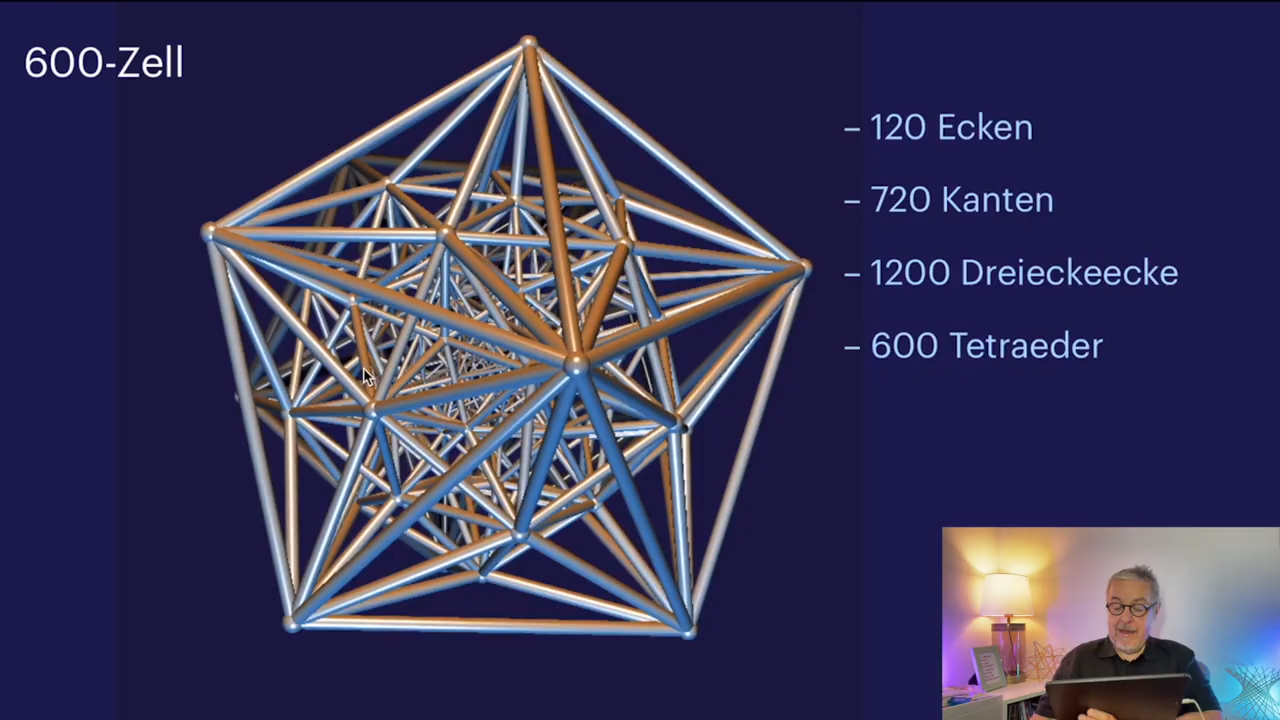 600-Zell
– 120 Ecken
– 720 Kanten
– 1200 Dreieckeecke
– 600 Tetraeder